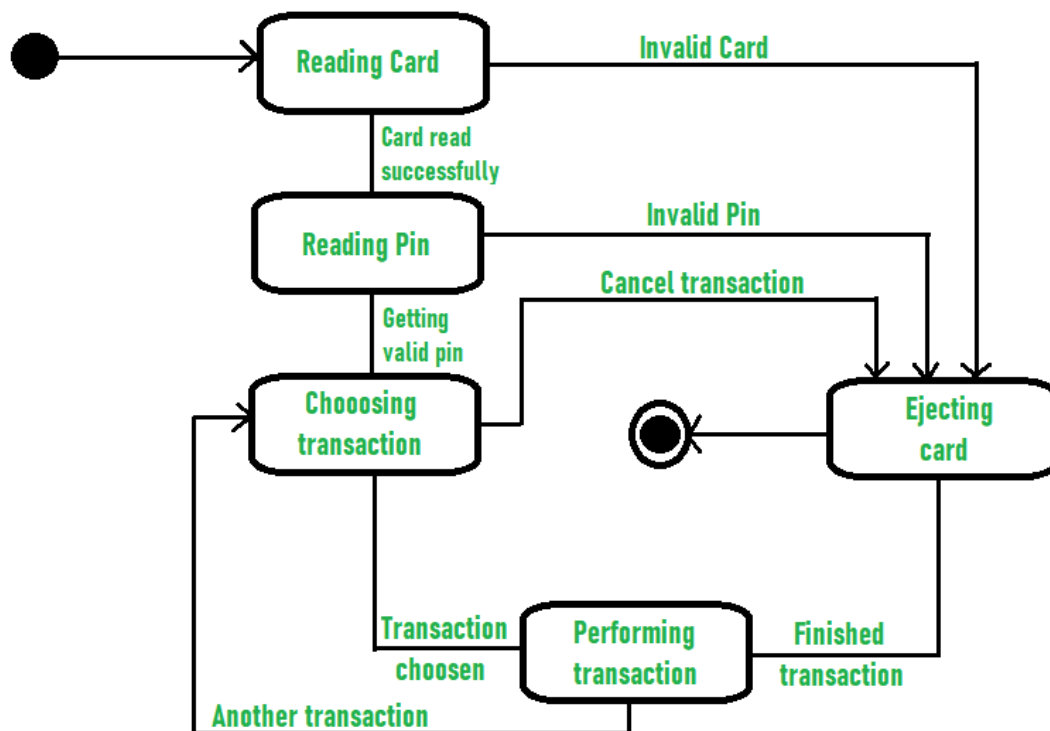 Reading Card
Invalid Card
Card read
successfully
Reading Pin
Invalid Pin
Cancel transaction
Getting
valid pin
Chooosing
transaction
Ejecting
card
Transaction
choosen
Performing
transaction
Finished
transaction
Another transaction